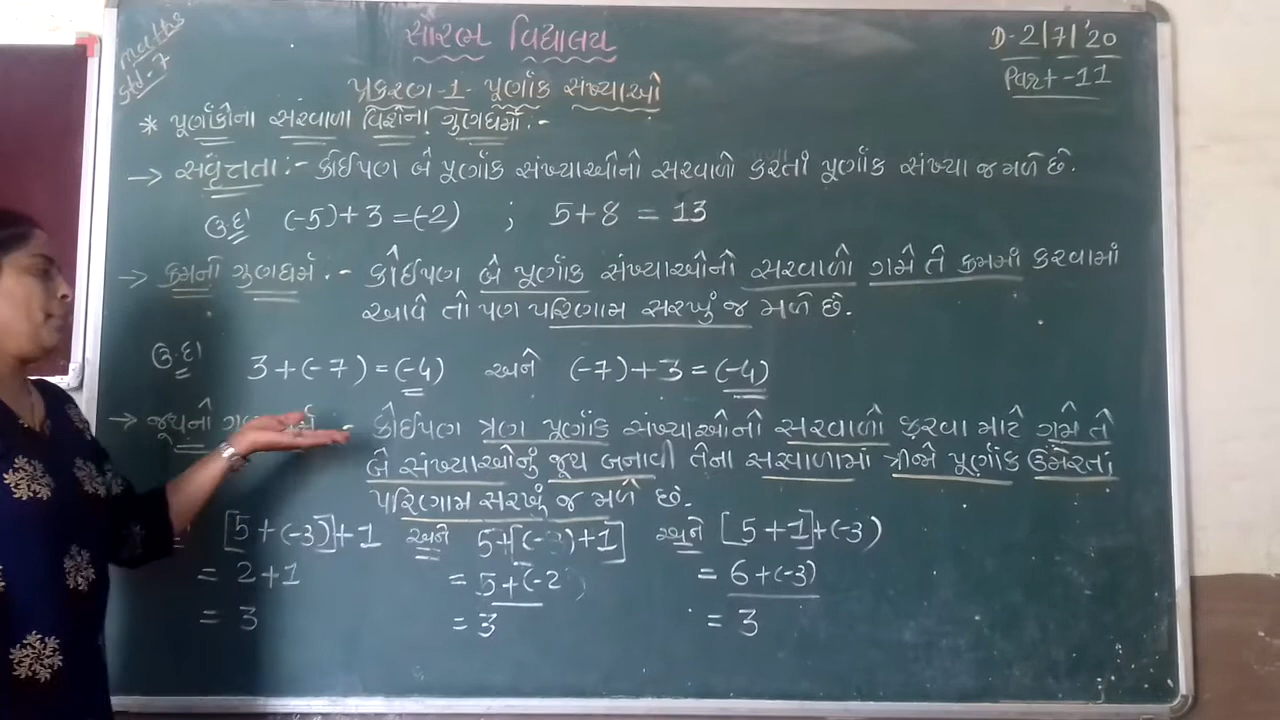 maths
std-7
સૌરભ વિદ્યાલય
D-2/7/'20
Part-11
પ્રકરણ-1- પૂર્ણાંક સંખ્યાઓ
* પૂર્ણાંકોના સરવાળા વિશેના ગુણધર્મો:-
→ સંવૃત્તતા:- કોઈપણ બે પૂર્ણાંક સંખ્યાઓનો સરવાળો કરતાં પૂર્ણાંક સંખ્યા જ મળે છે.
ઉ.દા (-5)+3=(-2) ; 5+8=13
→ ક્રમનો ગુણધર્મ.- કોઈપણ બે પૂર્ણાંક સંખ્યાઓનો સરવાળો ગમે તે ક્રમમાં કરવામાં
આવે તો પણ પરિણામ સરખું જ મળે છે.
ઉ.દા 3+(-7)=(-4) અને (-7)+3=(-4)
→ જૂથનો :- કોઈપણ ત્રણ પૂર્ણાંક સંખ્યાઓનો સરવાળો કરવા માટે ગમે તે
બે સંખ્યાઓનું જૂથ બનાવી તેના સરવાળામાં ત્રીજો પૂર્ણાંક ઉમેરતાં
પરિણામ સરખું જ મળે છે.
[5+(-3)]+1 અને 5+[(-3)+1] અને [5+1]+(-3)
= 2+1 = 5+(-2) = 6+(-3)
= 3 = 3 = 3